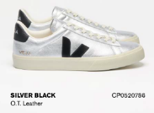 SILVER BLACK CP0520786
O.T. Leather